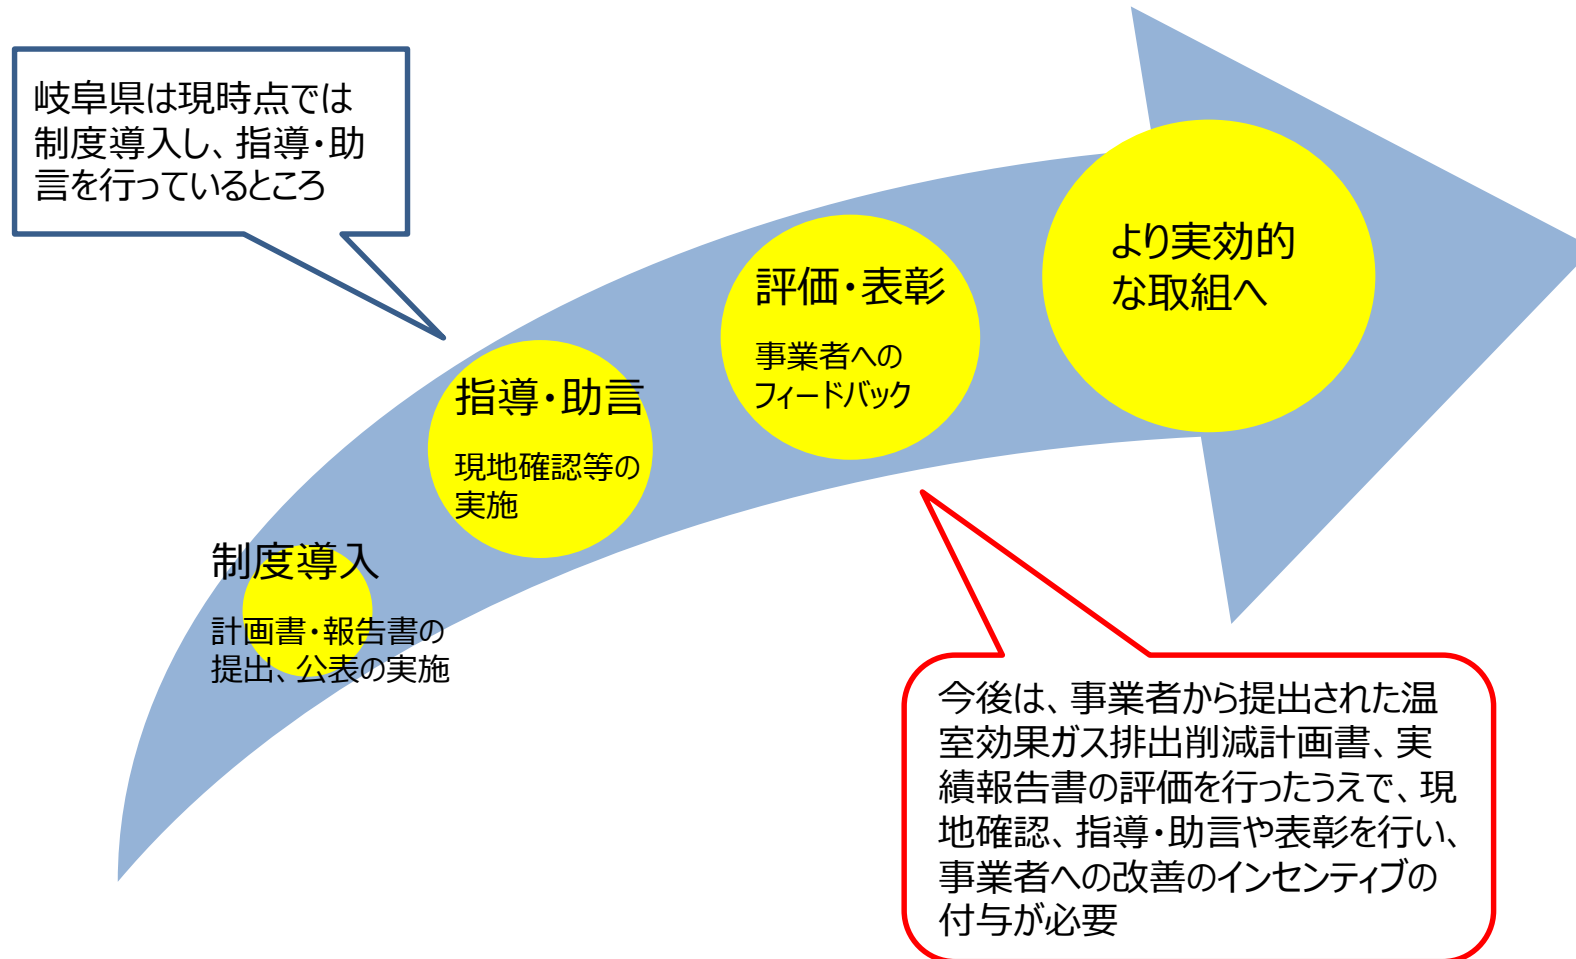 岐阜県は現時点では
制度導入し、指導・助
言を行っているところ
制度導入
計画書・報告書の
提出、公表の実施
指導・助言
現地確認等の
実施
評価・表彰
事業者への
フィードバック
より実効的
な取組へ
今後は、事業者から提出された温
室効果ガス排出削減計画書、実
績報告書の評価を行ったうえで、現
地確認、指導・助言や表彰を行い、
事業者への改善のインセンティブの
付与が必要